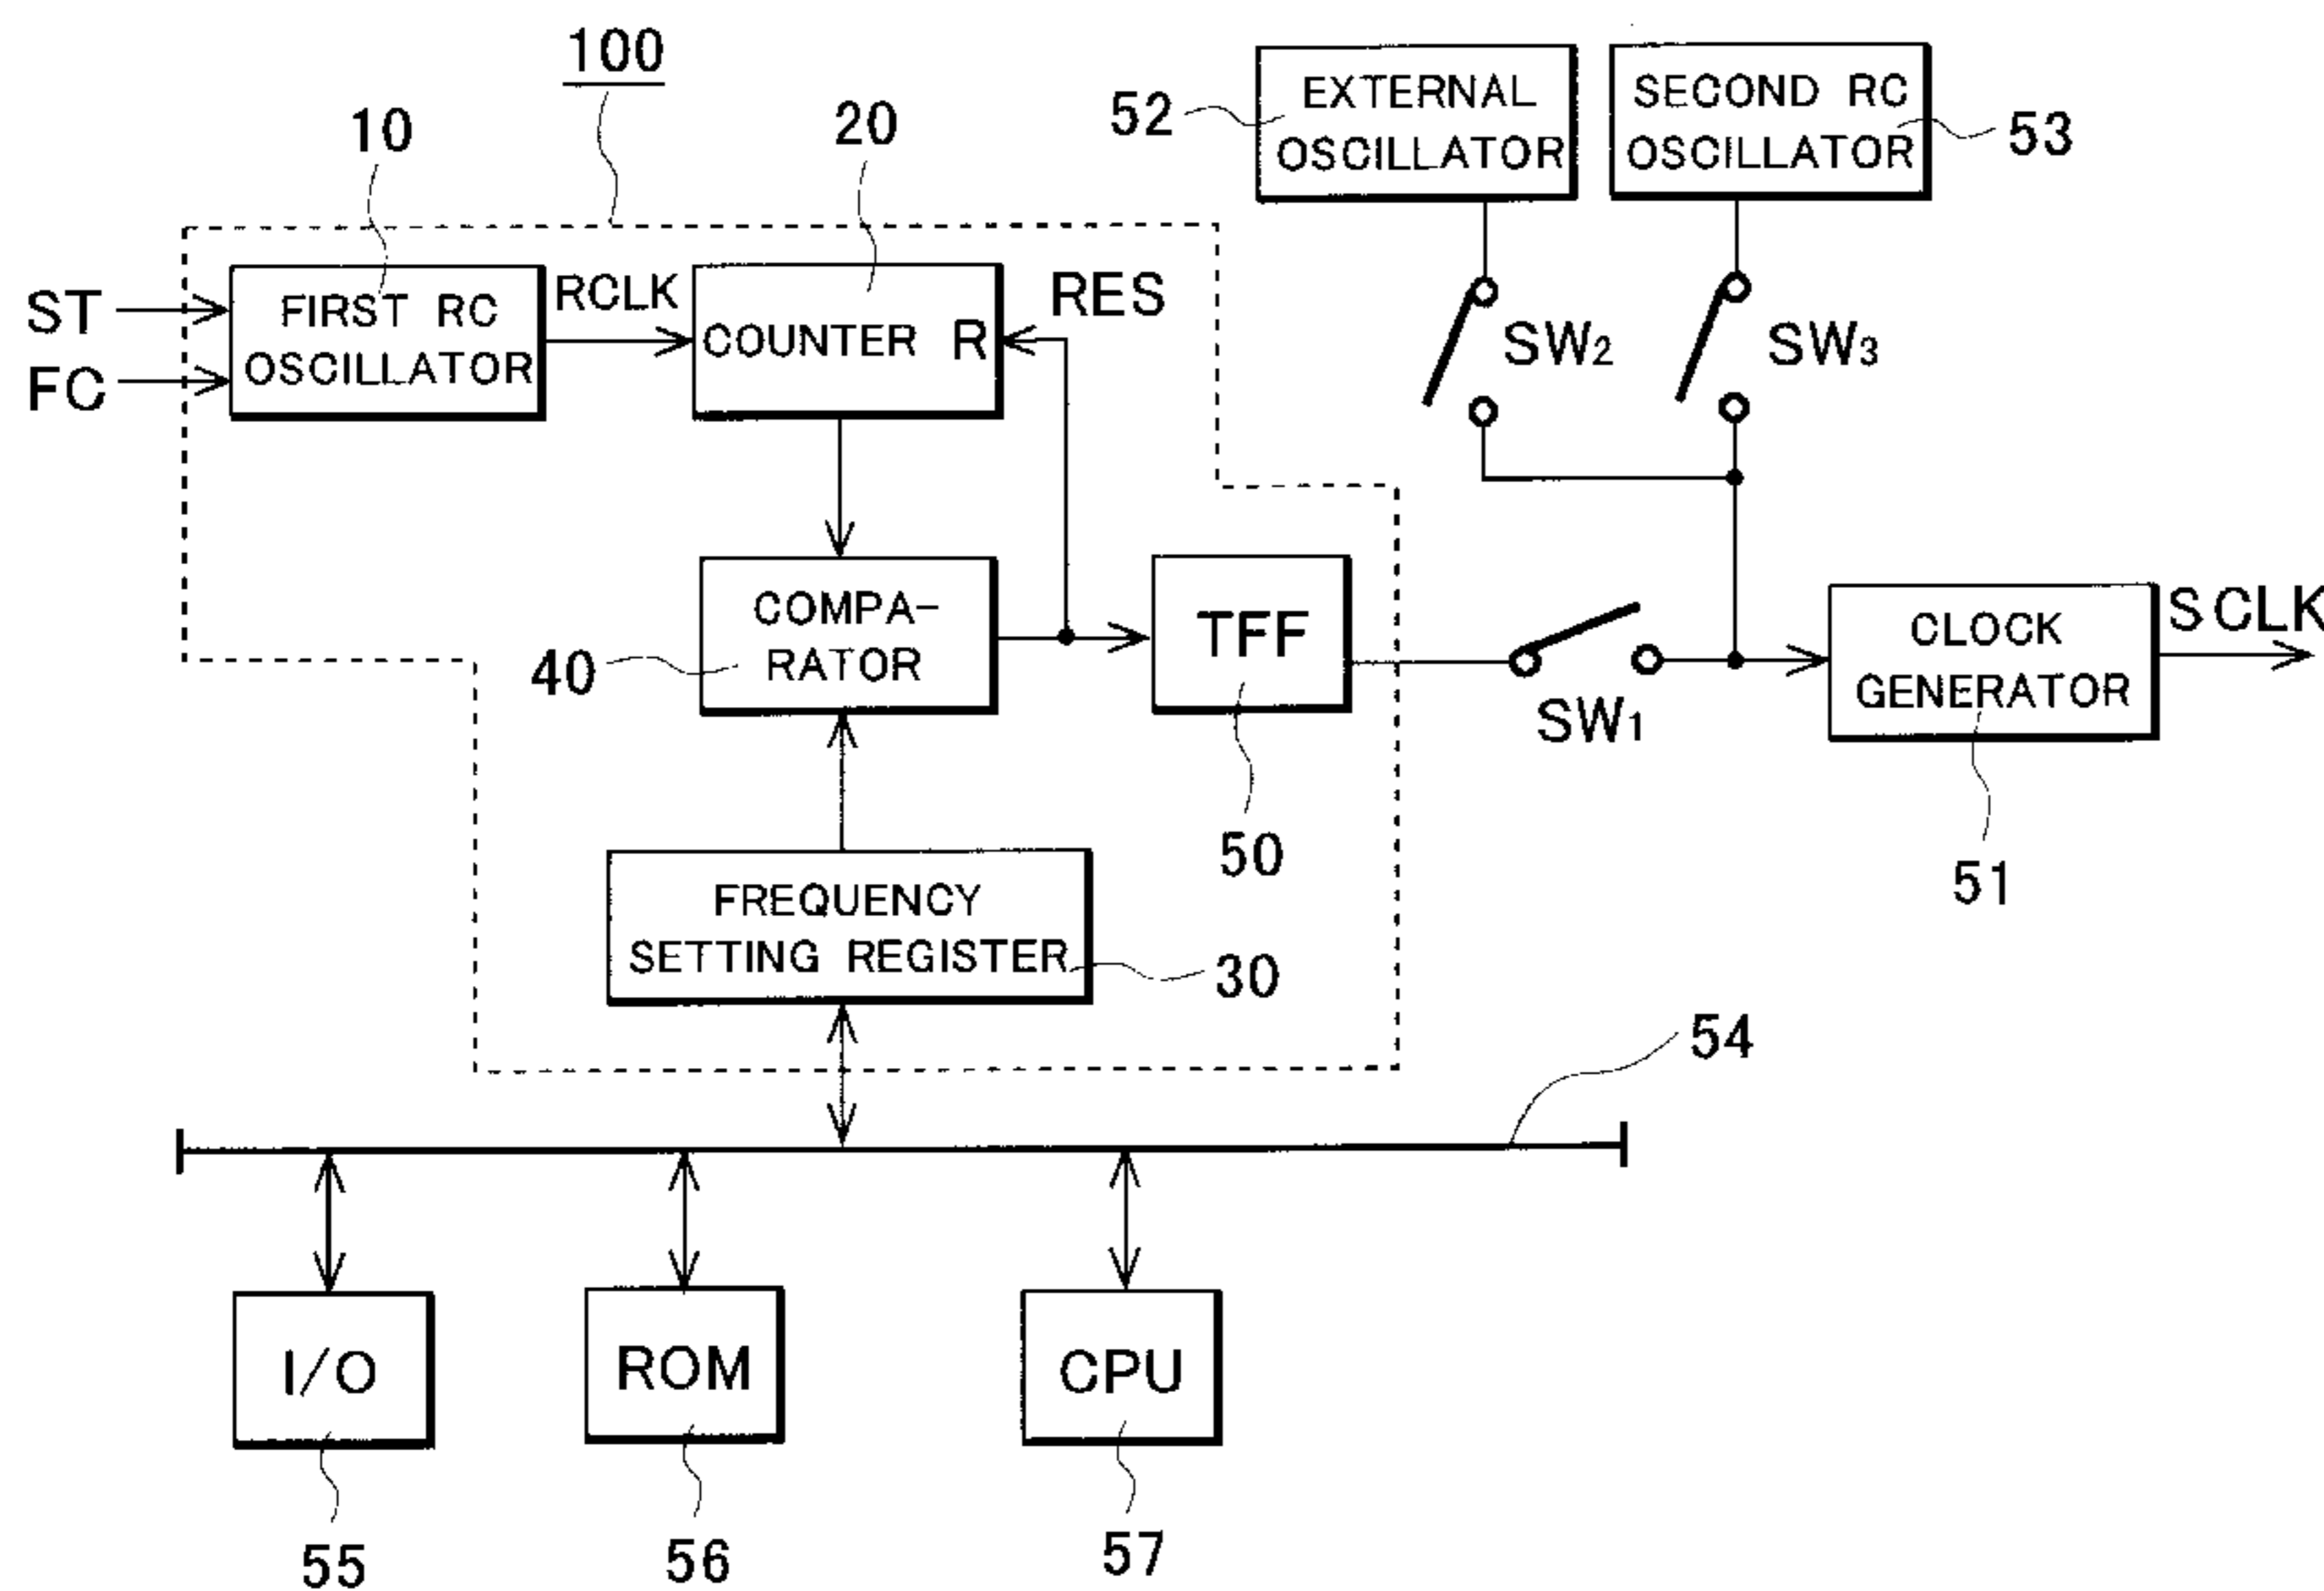 100
10
20
52
EXTERNAL
OSCILLATOR
SECOND RC
OSCILLATOR
53
ST
FC
FIRST RC
OSCILLATOR
RCLK
COUNTER R
RES
SW2
SW3
40
COMPA-
RATOR
TFF
50
SW1
CLOCK
GENERATOR
SCLK
51
FREQUENCY
SETTING REGISTER
30
54
I/O
ROM
CPU
55
56
57